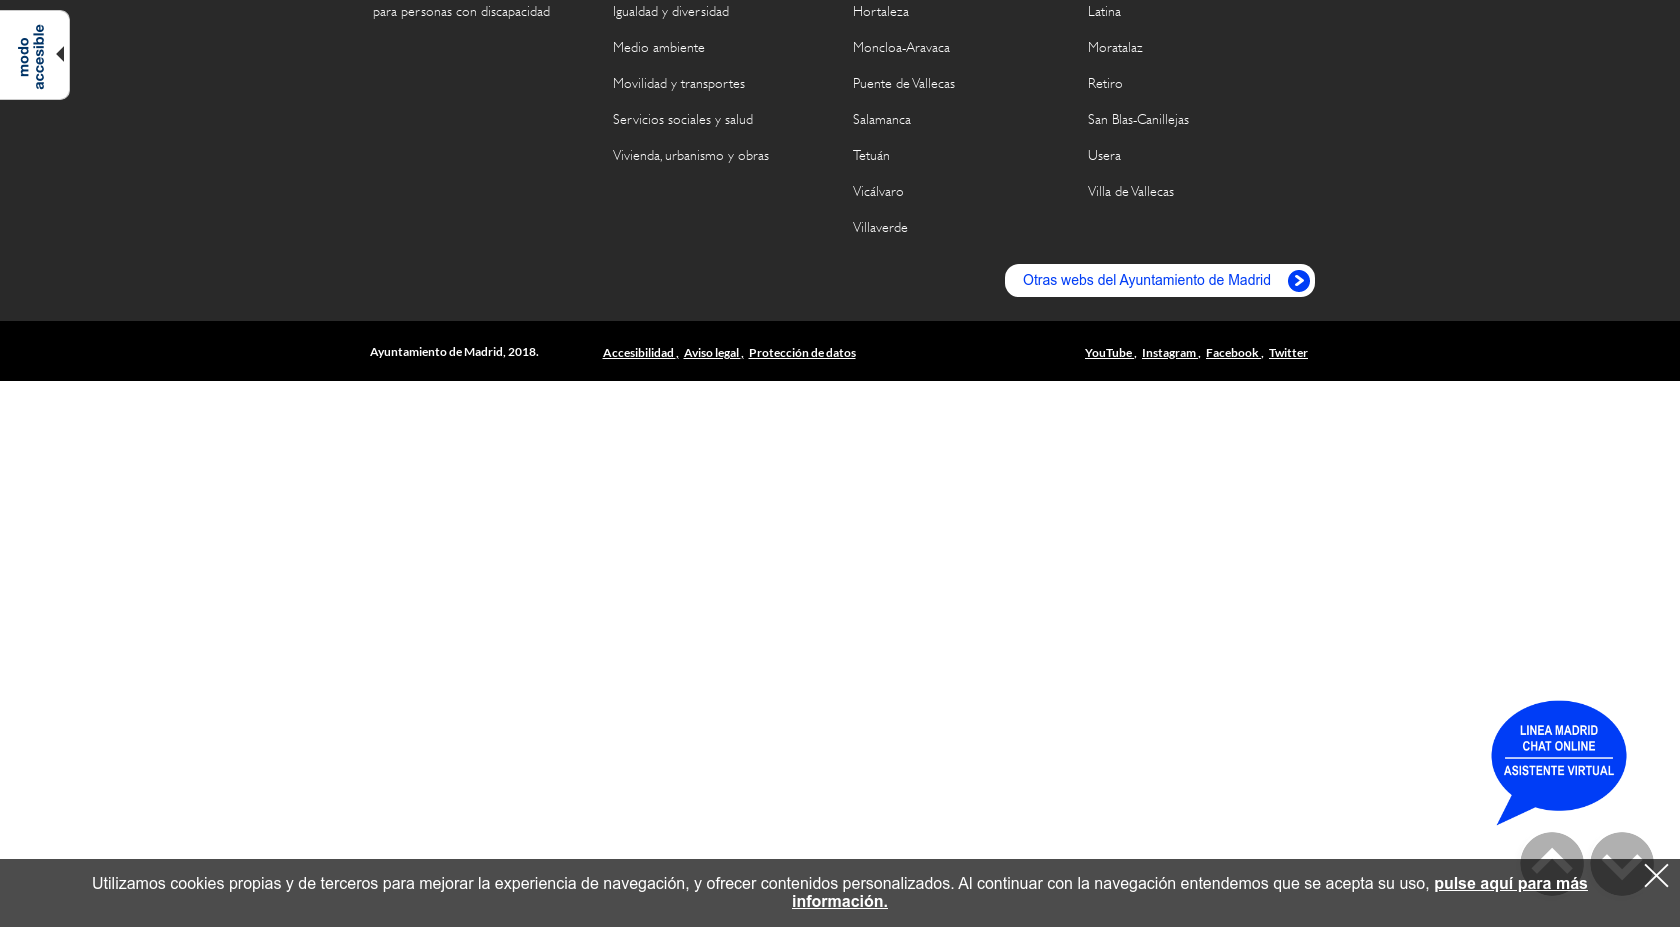 modo
accesible
para personas con discapacidad
Igualdad y diversidad
Medio ambiente
Movilidad y transportes
Servicios sociales y salud
Vivienda, urbanismo y obras
Hortaleza
Moncloa-Aravaca
Puente de Vallecas
Salamanca
Tetuán
Vicálvaro
Villaverde
Latina
Moratalaz
Retiro
San Blas-Canillejas
Usera
Villa de Vallecas
Otras webs del Ayuntamiento de Madrid
Ayuntamiento de Madrid, 2018.
Accesibilidad , Aviso legal , Protección de datos
YouTube , Instagram , Facebook , Twitter
LINEA MADRID
CHAT ONLINE
ASISTENTE VIRTUAL
Utilizamos cookies propias y de terceros para mejorar la experiencia de navegación, y ofrecer contenidos personalizados. Al continuar con la navegación entendemos que se acepta su uso, pulse aquí para más
información.